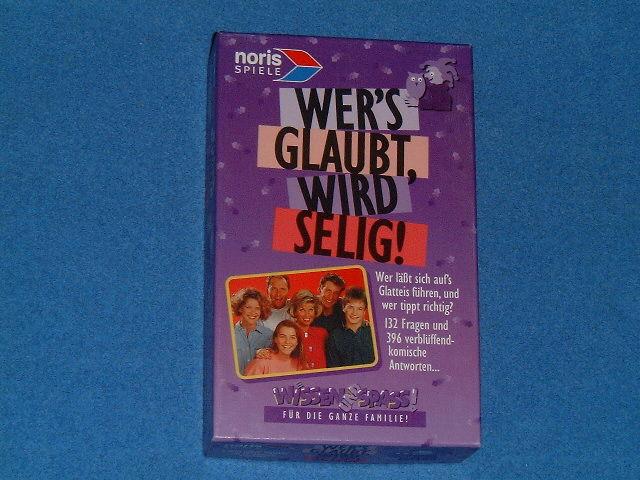 noris
SPIELE
WER'S
GLAUBT,
WIRD
SELIG!
Wer läßt sich auf's
Glatteis führen, und
wer tippt richtig?
132 Fragen und
396 verblüffend-
komische
Antworten...
WISSEN UND SPASS!
FÜR DIE GANZE FAMILIE!